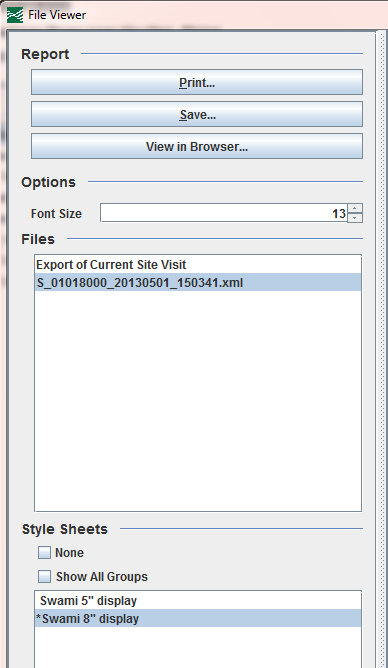 File Viewer
Report
Print...
Save...
View in Browser...
Options
Font Size 13
Files
Export of Current Site Visit
S_01018000_20130501_150341.xml
Style Sheets
None
Show All Groups
Swami 5" display
*Swami 8" display